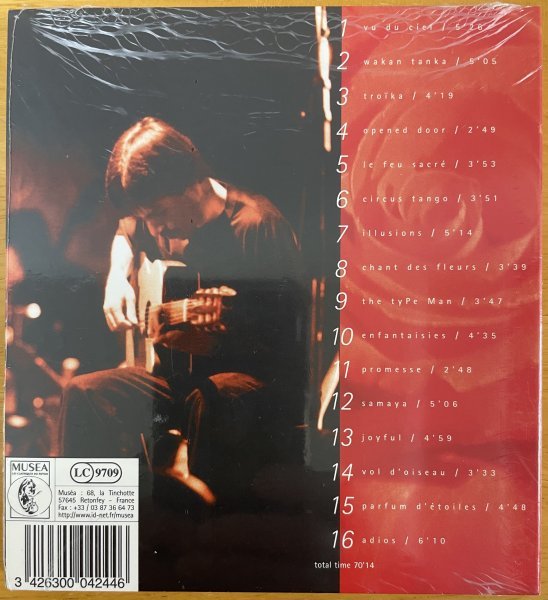 1 vu du ciel / 5'26
2 wakan tanka / 5'05
3 troïka / 4'19
4 opened door / 2'49
5 le feu sacré / 3'53
6 circus tango / 3'51
7 illusions / 5'14
8 chant des fleurs / 3'39
9 the tyPe Man / 3'47
10 enfantaisies / 4'35
11 promesse / 2'48
12 samaya / 5'06
13 joyful / 4'59
14 vol d'oiseau / 3'33
15 parfum d'étoiles / 4'48
16 adios / 6'10
total time 70'14
MUSEA
LC 9709
Muséa : 68, la Tinchotte
57645 Retonfey - France
Fax : +33 / 03 87 36 64 73
http://www.id-net.fr/musea
3 426300 042446